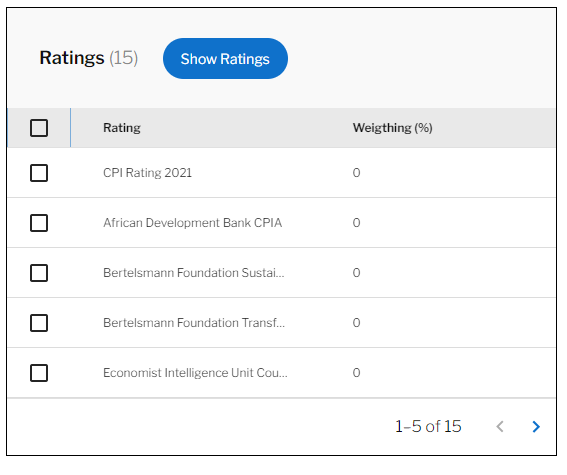 Ratings (15) Show Ratings
Rating Weigthing (%)
CPI Rating 2021 0
African Development Bank CPIA 0
Bertelsmann Foundation Sustai... 0
Bertelsmann Foundation Transf... 0
Economist Intelligence Unit Cou... 0
1–5 of 15